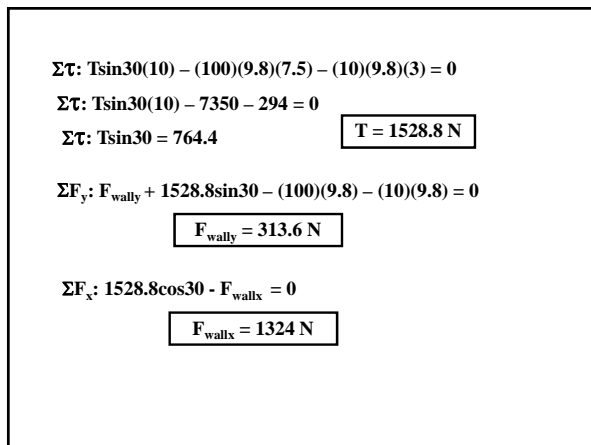 Στ: Tsin30(10) – (100)(9.8)(7.5) – (10)(9.8)(3) = 0
Στ: Tsin30(10) – 7350 – 294 = 0
Στ: Tsin30 = 764.4
T = 1528.8 N
ΣFy: Fwally + 1528.8sin30 – (100)(9.8) – (10)(9.8) = 0
Fwally = 313.6 N
ΣFx: 1528.8cos30 - Fwallx = 0
Fwallx = 1324 N